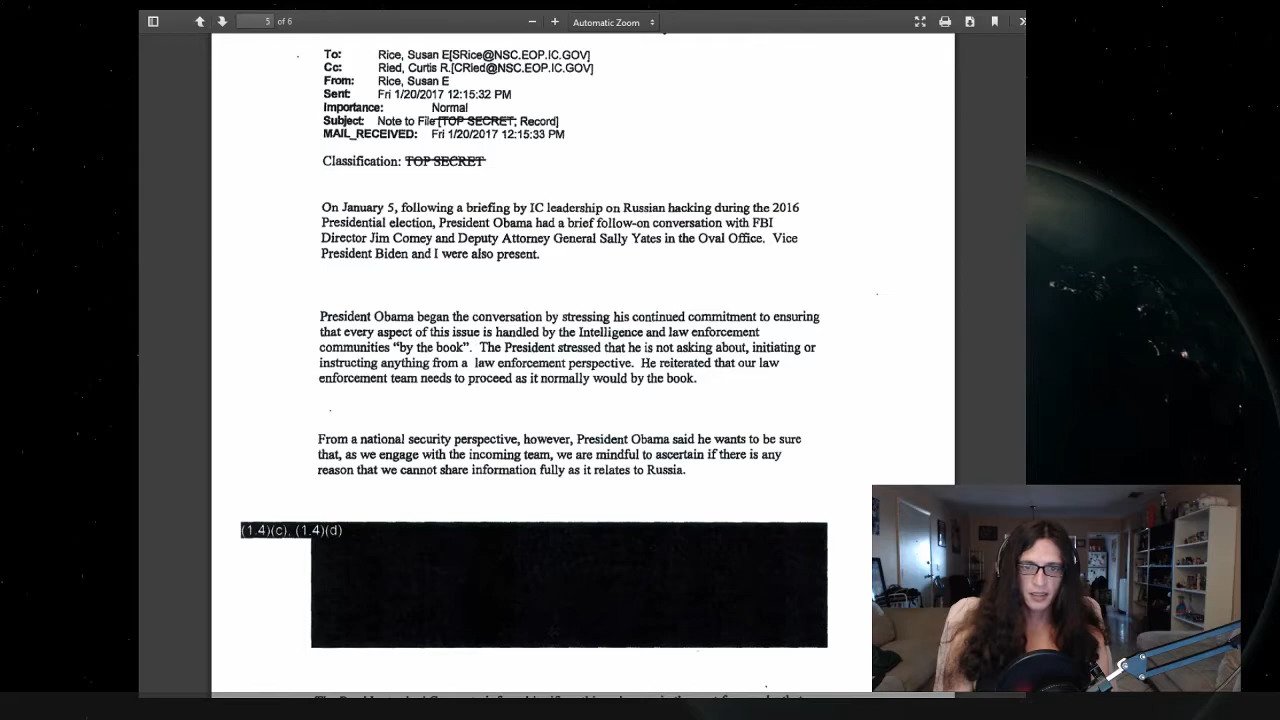 5 of 6
Automatic Zoom
To: Rice, Susan E[SRice@NSC.EOP.IC.GOV]
Cc: Ried, Curtis R.[CRied@NSC.EOP.IC.GOV]
From: Rice, Susan E
Sent: Fri 1/20/2017 12:15:32 PM
Importance: Normal
Subject: Note to File [TOP SECRET, Record]
MAIL_RECEIVED: Fri 1/20/2017 12:15:33 PM
Classification: TOP SECRET
On January 5, following a briefing by IC leadership on Russian hacking during the 2016
Presidential election, President Obama had a brief follow-on conversation with FBI
Director Jim Comey and Deputy Attorney General Sally Yates in the Oval Office. Vice
President Biden and I were also present.
President Obama began the conversation by stressing his continued commitment to ensuring
that every aspect of this issue is handled by the Intelligence and law enforcement
communities “by the book”. The President stressed that he is not asking about, initiating or
instructing anything from a law enforcement perspective. He reiterated that our law
enforcement team needs to proceed as it normally would by the book.
From a national security perspective, however, President Obama said he wants to be sure
that, as we engage with the incoming team, we are mindful to ascertain if there is any
reason that we cannot share information fully as it relates to Russia.
(1.4)(c), (1.4)(d)